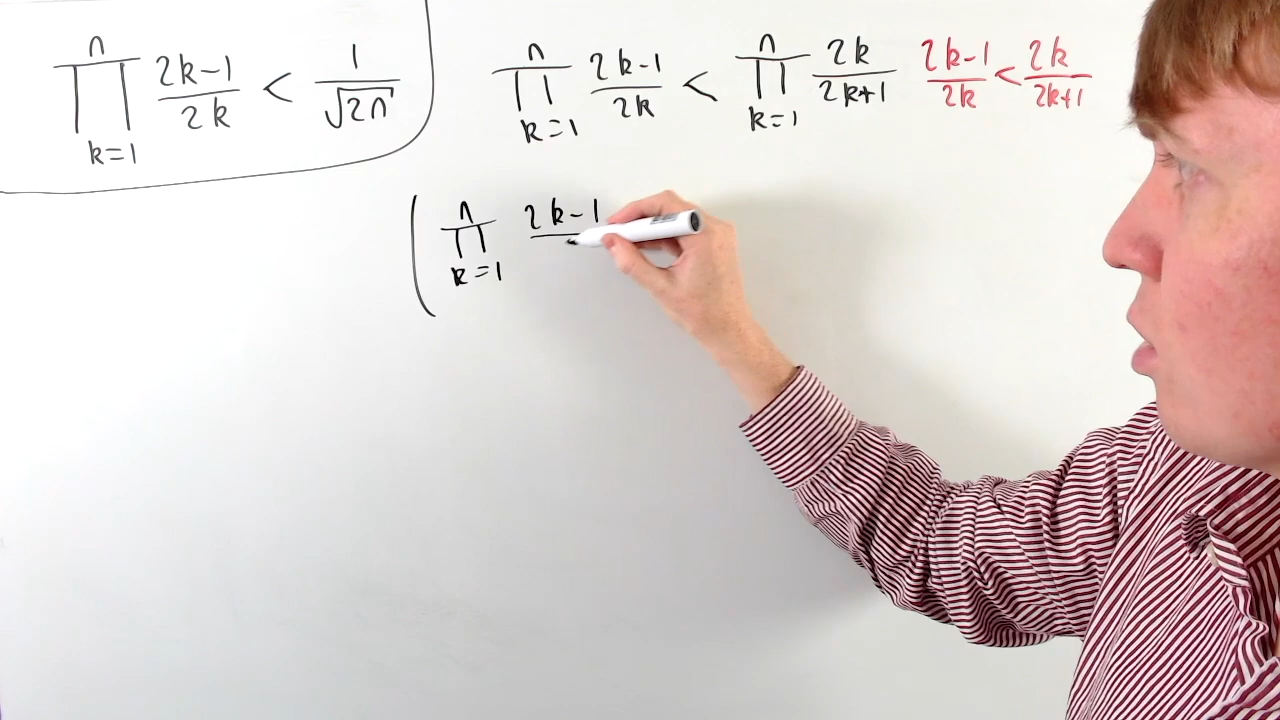 n n n
∏ (2k-1)/(2k) < 1/√(2n) ∏ (2k-1)/(2k) < ∏ (2k)/(2k+1) (2k-1)/(2k) < (2k)/(2k+1)
k=1 k=1 k=1
n
( ∏ 2k-1
k=1